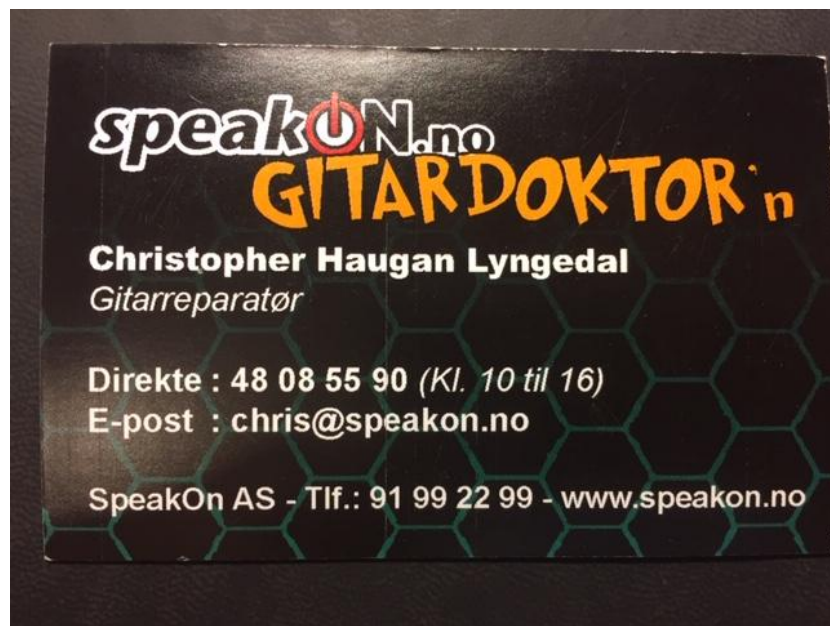 speakON.no
GITARDOKTOR'n
Christopher Haugan Lyngedal
Gitarreparatør
Direkte : 48 08 55 90 (Kl. 10 til 16)
E-post : chris@speakon.no
SpeakOn AS - Tlf.: 91 99 22 99 - www.speakon.no